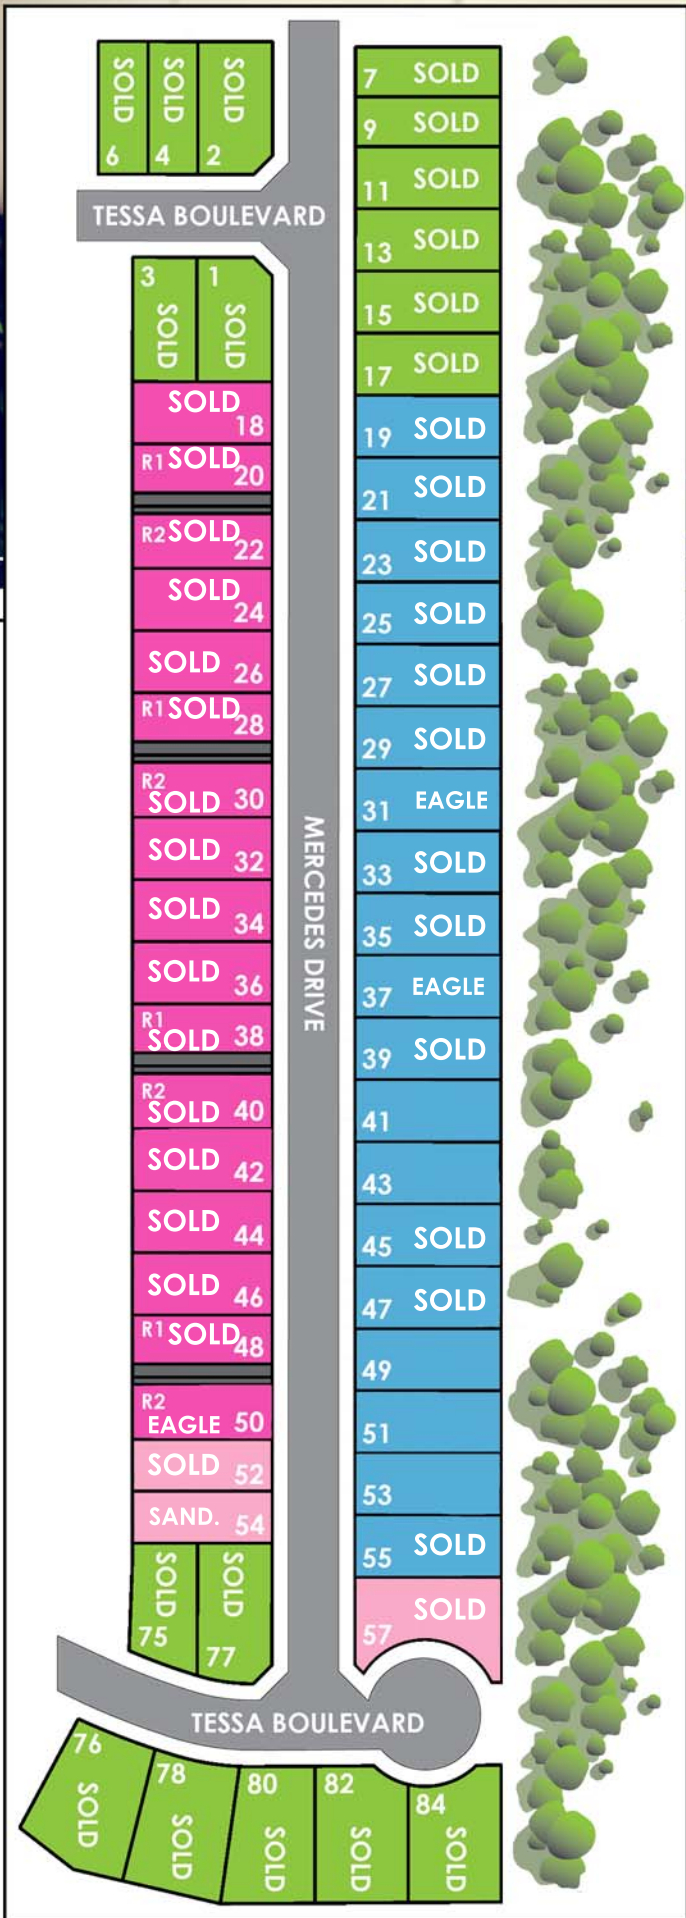 SOLD 6
SOLD 4
SOLD 2
TESSA BOULEVARD
3 SOLD
1 SOLD
SOLD 18
R1 SOLD 20
R2 SOLD 22
SOLD 24
SOLD 26
R1 SOLD 28
R2 SOLD 30
SOLD 32
SOLD 34
SOLD 36
R1 SOLD 38
R2 SOLD 40
SOLD 42
SOLD 44
SOLD 46
R1 SOLD 48
R2 EAGLE 50
SOLD 52
SAND. 54
SOLD 75
SOLD 77
MERCEDES DRIVE
7 SOLD
9 SOLD
11 SOLD
13 SOLD
15 SOLD
17 SOLD
19 SOLD
21 SOLD
23 SOLD
25 SOLD
27 SOLD
29 SOLD
31 EAGLE
33 SOLD
35 SOLD
37 EAGLE
39 SOLD
41
43
45 SOLD
47 SOLD
49
51
53
55 SOLD
57 SOLD
TESSA BOULEVARD
76 SOLD
78 SOLD
80 SOLD
82 SOLD
84 SOLD